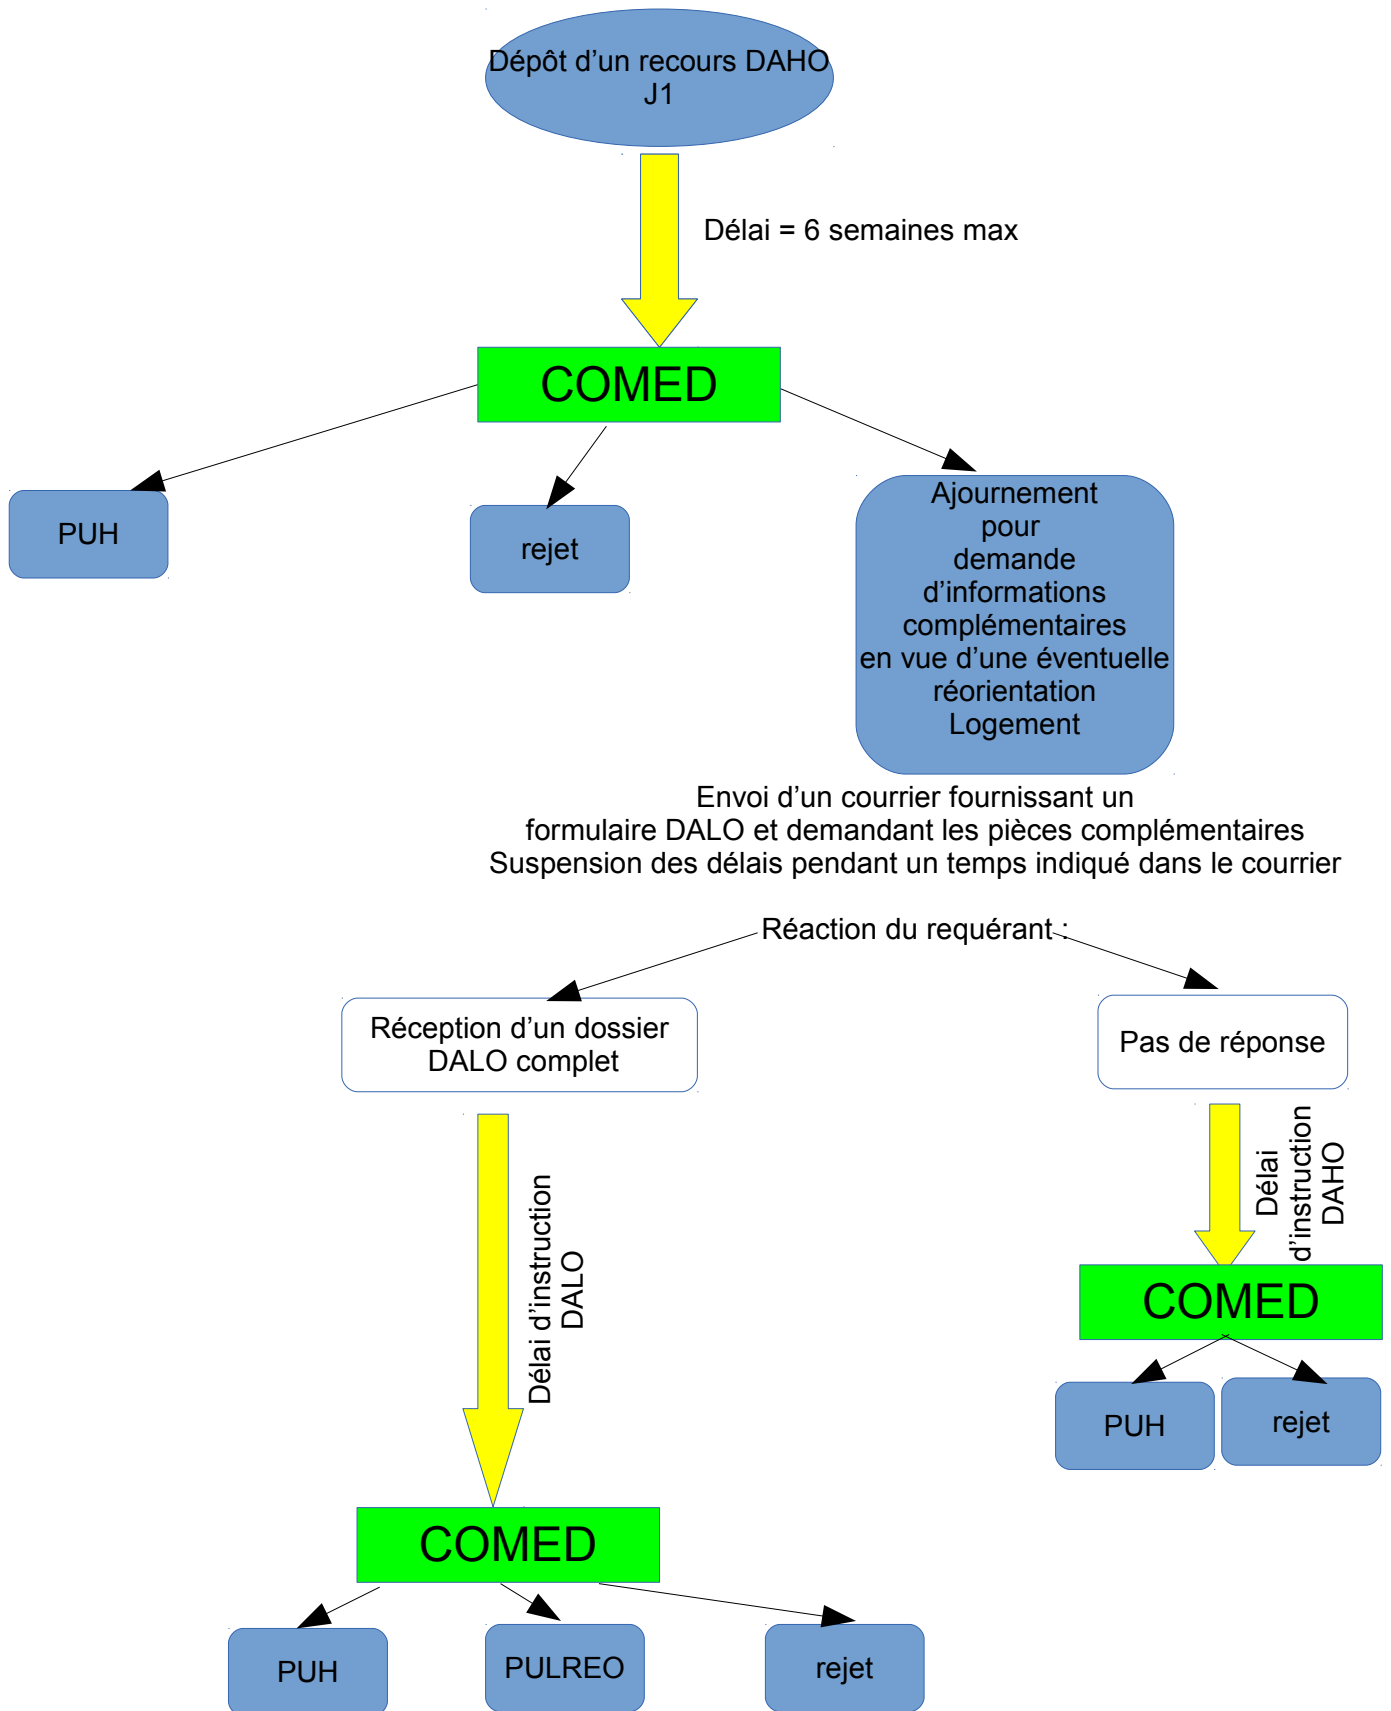 Dépôt d'un recours DAHO
J1
Délai = 6 semaines max
COMED
PUH
rejet
Ajournement
pour
demande
d'informations
complémentaires
en vue d'une éventuelle
réorientation
Logement
Envoi d'un courrier fournissant un
formulaire DALO et demandant les pièces complémentaires
Suspension des délais pendant un temps indiqué dans le courrier
Réaction du requérant :
Réception d'un dossier
DALO complet
Pas de réponse
Délai d'instruction
DALO
Délai
d'instruction
DAHO
COMED
PUH
rejet
COMED
PUH
PULREO
rejet